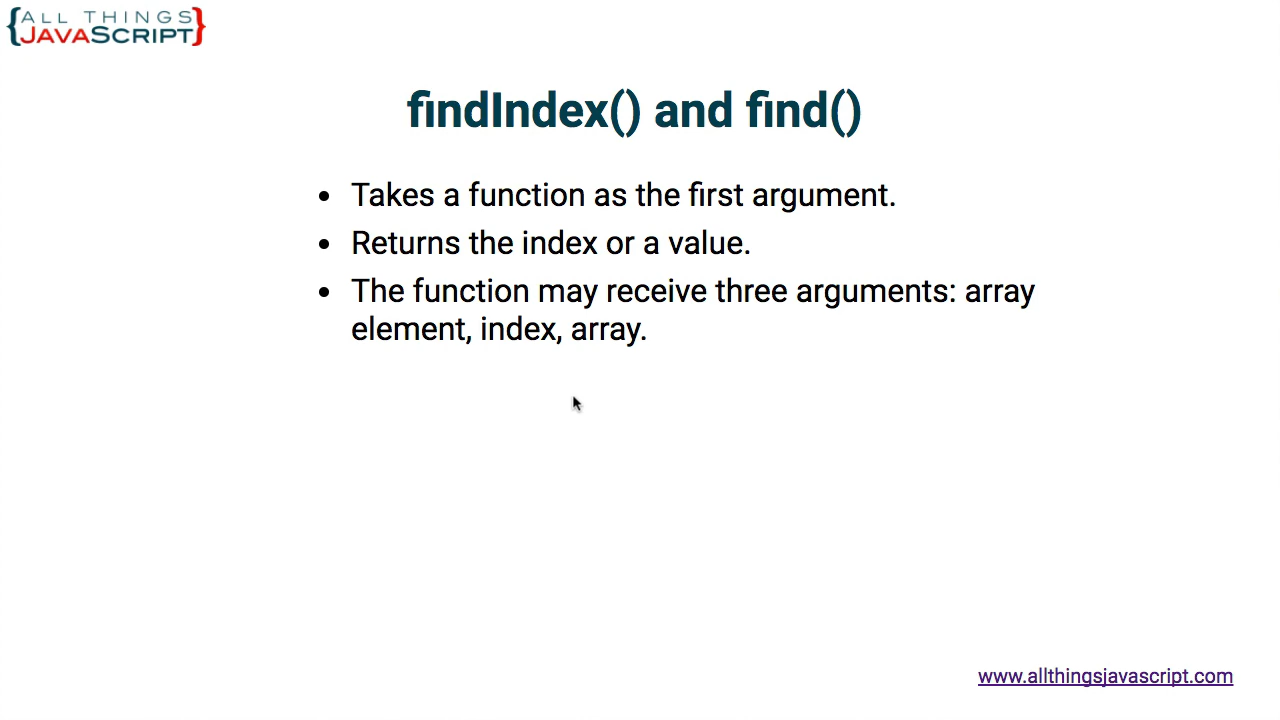 {ALL THINGS
JAVASCRIPT}
findIndex() and find()
• Takes a function as the first argument.
• Returns the index or a value.
• The function may receive three arguments: array
element, index, array.
www.allthingsjavascript.com